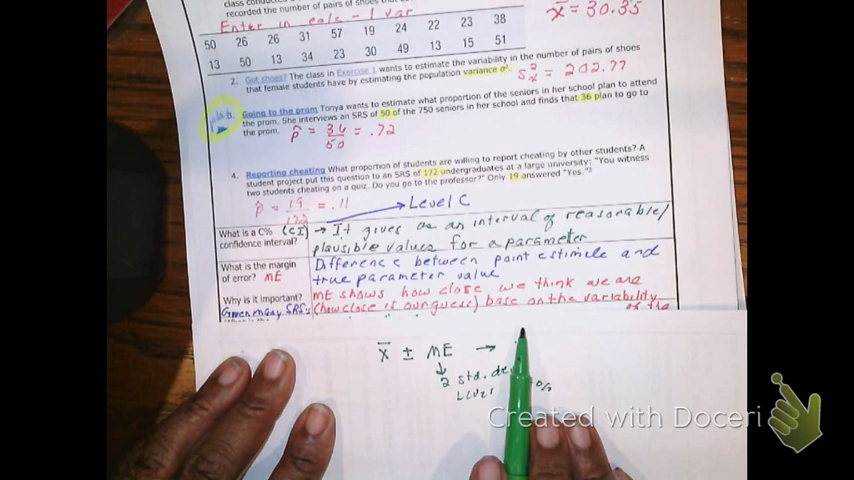 recorded the number of pairs of shoes that
Enter in calc - 1 var
x̄ = 30.35
50 26 26 31 57 19 24 22 23 38
13 50 13 34 23 30 49 13 15 51
2. Got shoes? The class in Exercise 1 wants to estimate the variability in the number of pairs of shoes
that female students have by estimating the population variance σ².
s²x = 202.77
Going to the prom Tonya wants to estimate what proportion of the seniors in her school plan to attend
the prom. She interviews an SRS of 50 of the 750 seniors in her school and finds that 36 plan to go to
the prom.
p̂ = 36/50 = .72
4. Reporting cheating What proportion of students are willing to report cheating by other students? A
student project put this question to an SRS of 172 undergraduates at a large university: "You witness
two students cheating on a quiz. Do you go to the professor?" Only 19 answered "Yes."³
p̂ = 19/172 = .11
Level C
What is a C% (CI)
confidence interval?
→ It gives as an interval of reasonable/
plausible values for a parameter
What is the margin
of error? ME
Difference between point estimate and
true parameter value
Why is it important?
Given many SRS's
ME shows how close we think we are
(how close is our guess) base on the variability
of the
x̄ ± ME →
2 std. de
Level
Created with Doceri